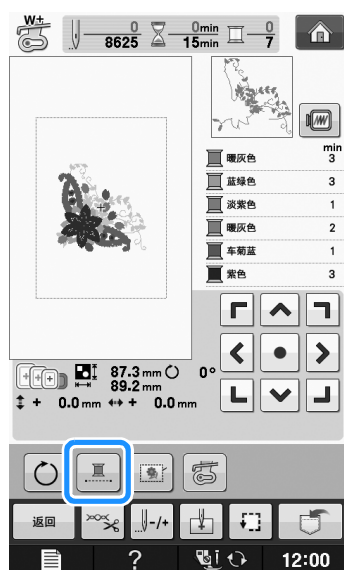 W+
0 0min 0
8625 15min 7
min
暖灰色 3
蓝绿色 3
淡紫色 1
暖灰色 2
车菊蓝 1
紫色 3
87.3 mm 0°
89.2 mm
+ 0.0 mm + 0.0 mm
返回 -/+
? 12:00